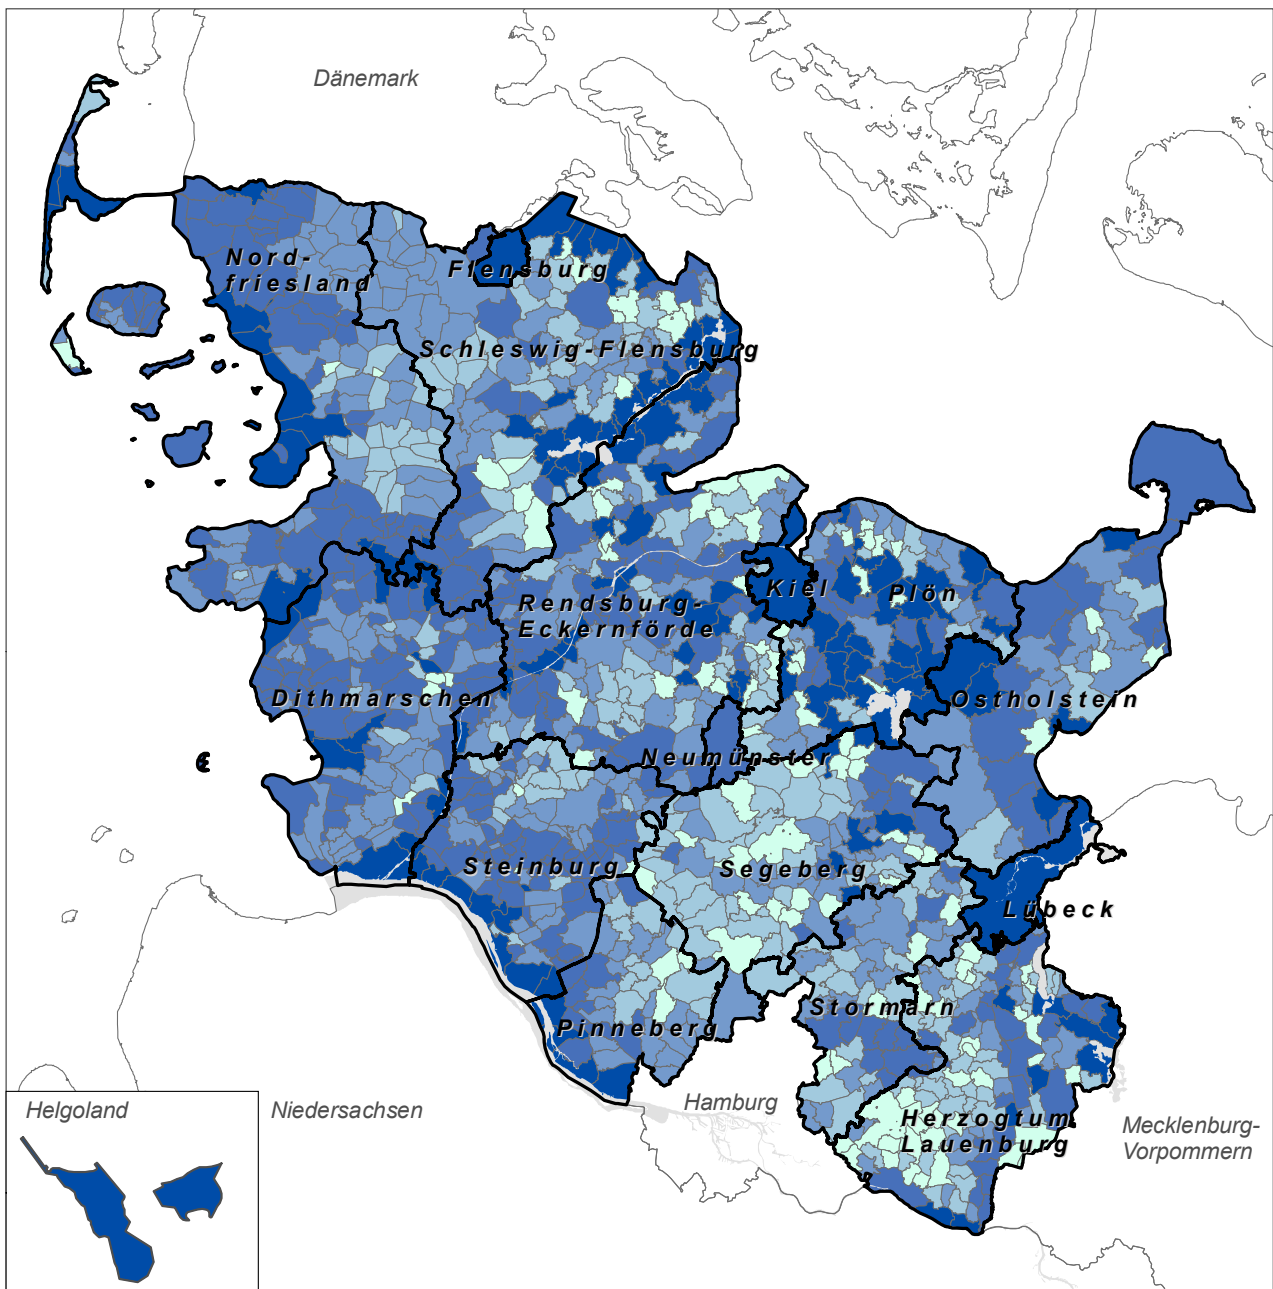 Dänemark
Nord-
friesland
Flensburg
Schleswig-Flensburg
Kiel
Plön
Rendsburg-
Eckernförde
Dithmarschen
Ostholstein
Neumünster
Steinburg
Segeberg
Lübeck
Stormarn
Pinneberg
Helgoland
Niedersachsen
Hamburg
Herzogtum
Lauenburg
Mecklenburg-
Vorpommern